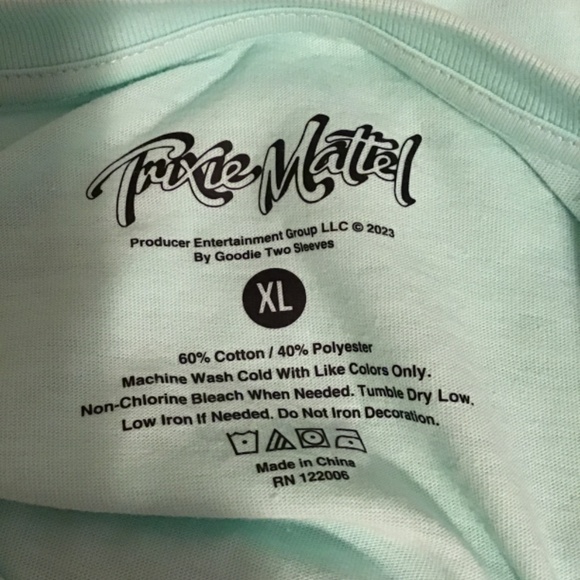 Trixie Mattel
Producer Entertainment Group LLC © 2023
By Goodie Two Sleeves
XL
60% Cotton / 40% Polyester
Machine Wash Cold With Like Colors Only.
Non-Chlorine Bleach When Needed. Tumble Dry Low.
Low Iron If Needed. Do Not Iron Decoration.
Made in China
RN 122006